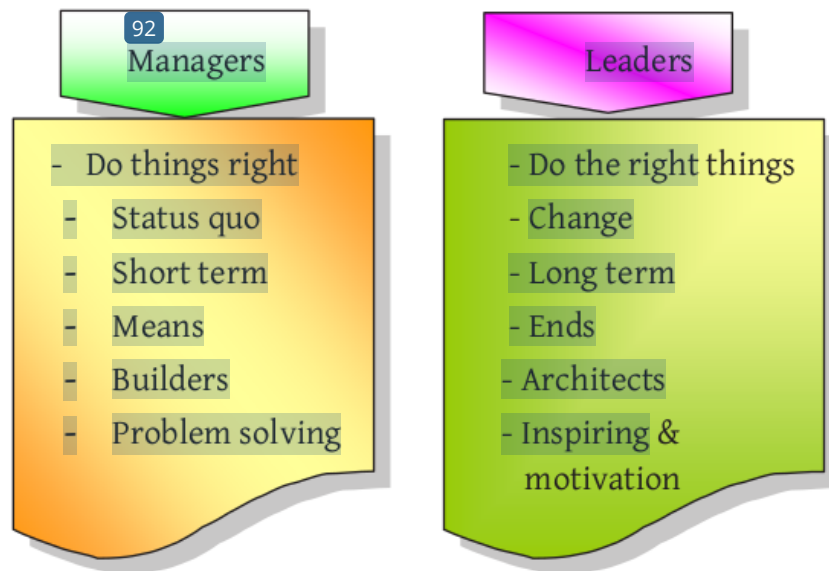 92
Managers
- Do things right
- Status quo
- Short term
- Means
- Builders
- Problem solving
Leaders
- Do the right things
- Change
- Long term
- Ends
- Architects
- Inspiring &
motivation